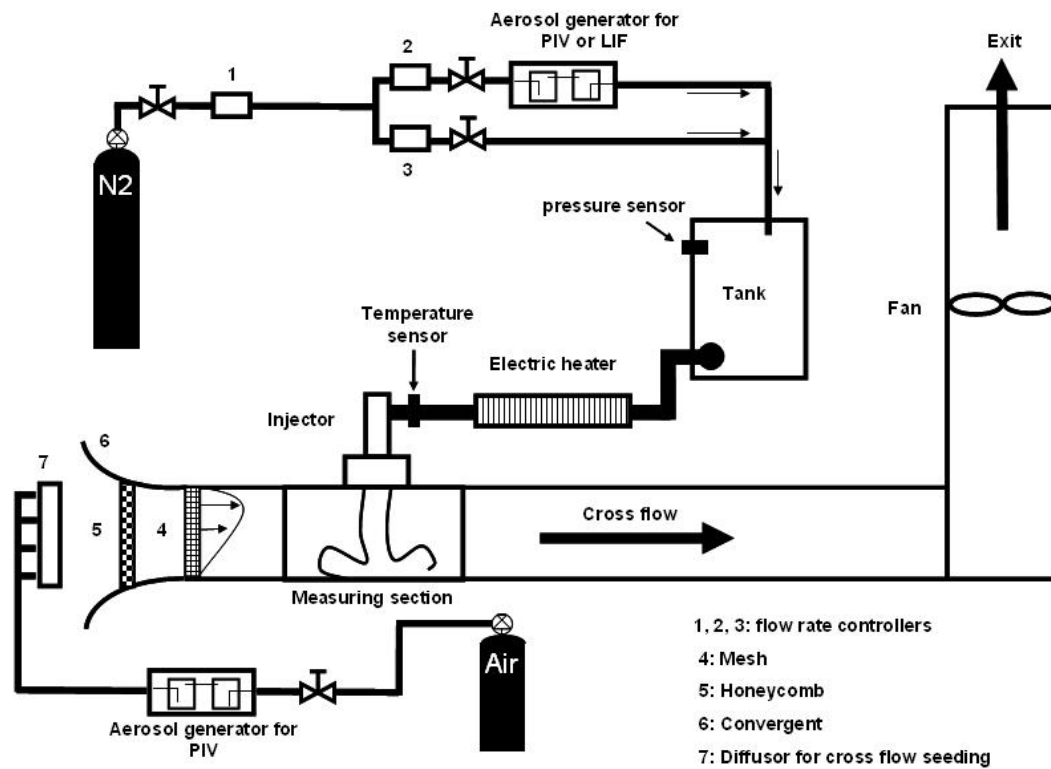 Aerosol generator for
PIV or LIF
Exit
2
1
3
N2
pressure sensor
Tank
Fan
Temperature
sensor
Electric heater
Injector
6
7
5
4
Cross flow
Measuring section
Air
Aerosol generator for
PIV
1, 2, 3: flow rate controllers
4: Mesh
5: Honeycomb
6: Convergent
7: Diffusor for cross flow seeding